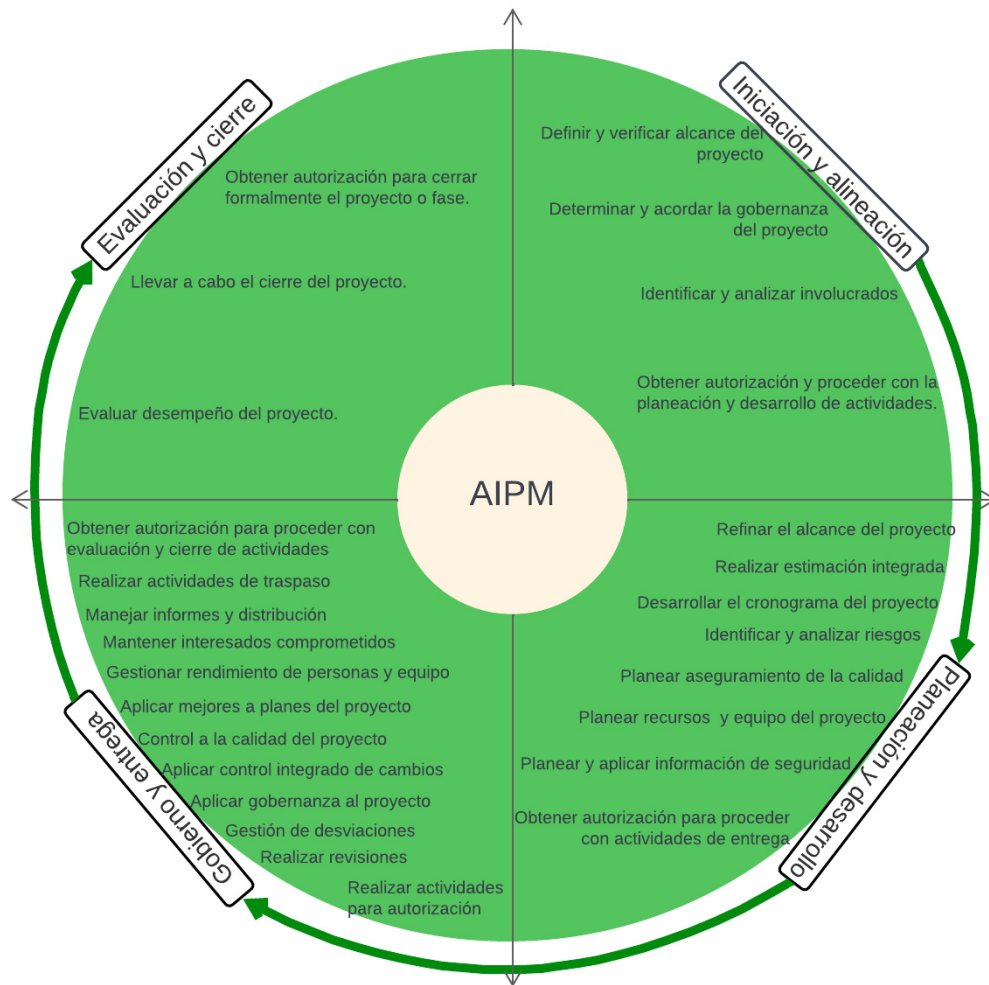 Iniciación y alineación
Definir y verificar alcance del
proyecto
Determinar y acordar la gobernanza
del proyecto
Identificar y analizar involucrados
Obtener autorización y proceder con la
planeación y desarrollo de actividades.
Planeación y desarrollo
Refinar el alcance del proyecto
Realizar estimación integrada
Desarrollar el cronograma del proyecto
Identificar y analizar riesgos
Planear aseguramiento de la calidad
Planear recursos y equipo del proyecto
Planear y aplicar información de seguridad
Obtener autorización para proceder
con actividades de entrega
Gobierno y entrega
Obtener autorización para proceder con
evaluación y cierre de actividades
Realizar actividades de traspaso
Manejar informes y distribución
Mantener interesados comprometidos
Gestionar rendimiento de personas y equipo
Aplicar mejores a planes del proyecto
Control a la calidad del proyecto
Aplicar control integrado de cambios
Aplicar gobernanza al proyecto
Gestión de desviaciones
Realizar revisiones
Realizar actividades
para autorización
Evaluación y cierre
Obtener autorización para cerrar
formalmente el proyecto o fase.
Llevar a cabo el cierre del proyecto.
Evaluar desempeño del proyecto.
AIPM